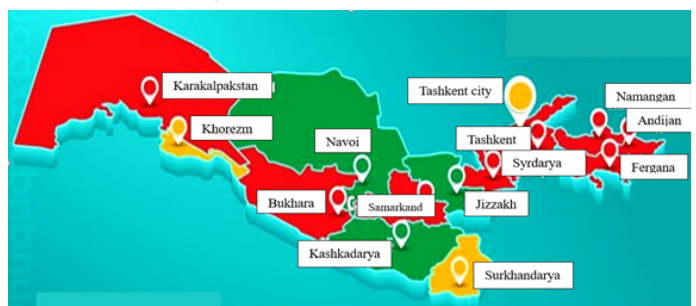 Karakalpakstan
Khorezm
Navoi
Bukhara
Samarkand
Kashkadarya
Tashkent city
Tashkent
Syrdarya
Jizzakh
Surkhandarya
Namangan
Andijan
Fergana